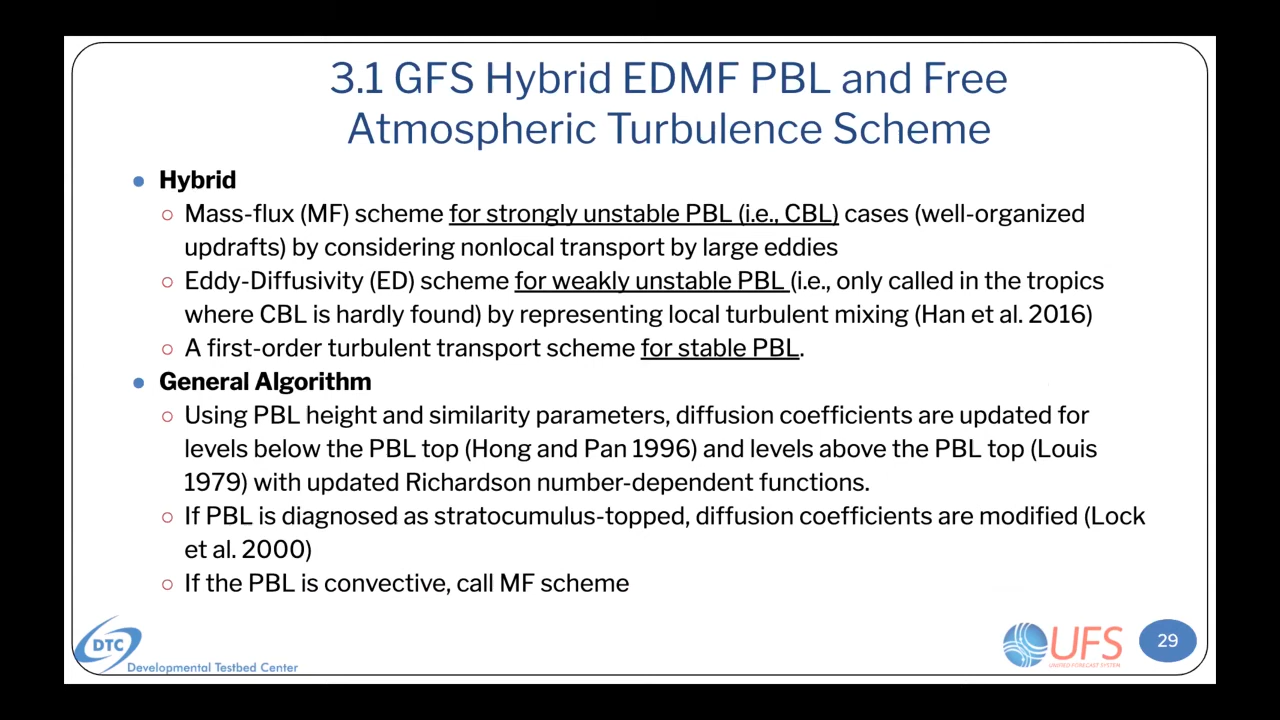 3.1 GFS Hybrid EDMF PBL and Free
Atmospheric Turbulence Scheme
● Hybrid
○ Mass-flux (MF) scheme for strongly unstable PBL (i.e., CBL) cases (well-organized
updrafts) by considering nonlocal transport by large eddies
○ Eddy-Diffusivity (ED) scheme for weakly unstable PBL (i.e., only called in the tropics
where CBL is hardly found) by representing local turbulent mixing (Han et al. 2016)
○ A first-order turbulent transport scheme for stable PBL.
● General Algorithm
○ Using PBL height and similarity parameters, diffusion coefficients are updated for
levels below the PBL top (Hong and Pan 1996) and levels above the PBL top (Louis
1979) with updated Richardson number-dependent functions.
○ If PBL is diagnosed as stratocumulus-topped, diffusion coefficients are modified (Lock
et al. 2000)
○ If the PBL is convective, call MF scheme
DTC
Developmental Testbed Center
UFS
UNIFIED FORECAST SYSTEM
29